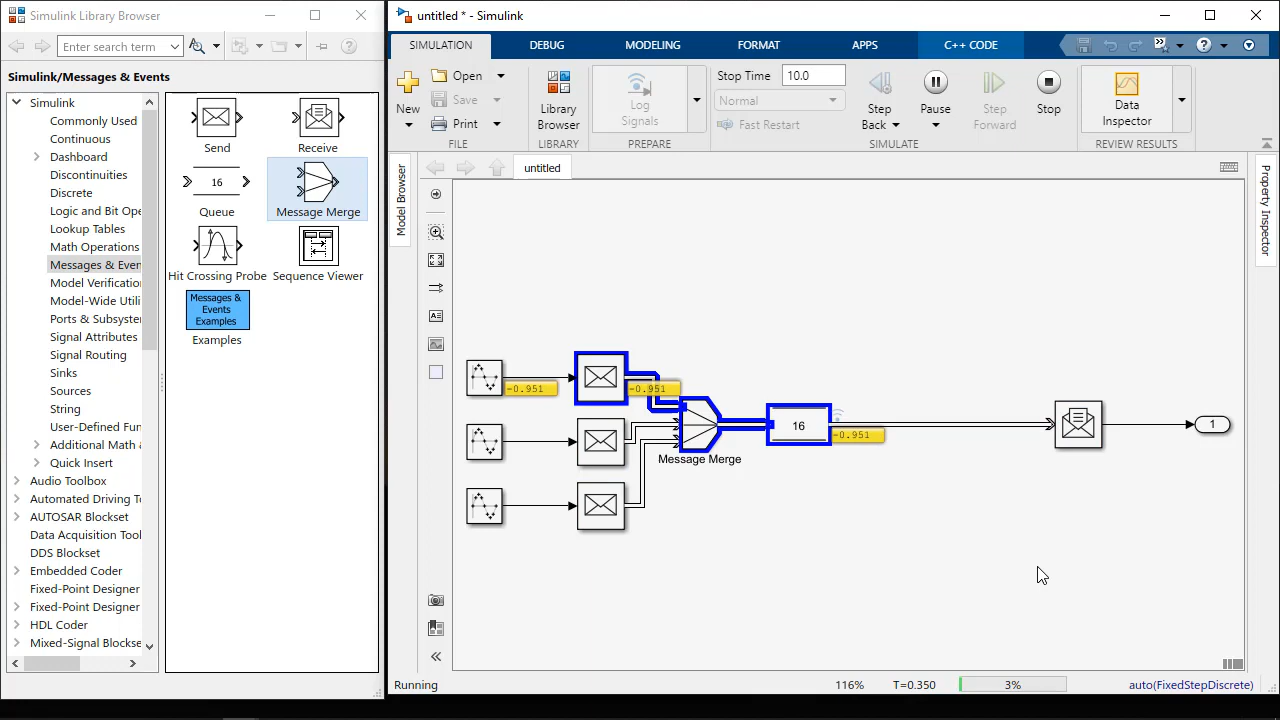 Simulink Library Browser
Enter search term
Simulink/Messages & Events
Simulink
Commonly Used
Continuous
Dashboard
Discontinuities
Discrete
Logic and Bit Ope
Lookup Tables
Math Operations
Messages & Even
Model Verificatio
Model-Wide Utili
Ports & Subsyste
Signal Attributes
Signal Routing
Sinks
Sources
String
User-Defined Fur
Additional Math &
Quick Insert
Audio Toolbox
Automated Driving To
AUTOSAR Blockset
Data Acquisition Tool
DDS Blockset
Embedded Coder
Fixed-Point Designer
Fixed-Point Designer
HDL Coder
Mixed-Signal Blockse
Send
Receive
16
Queue
Message Merge
Hit Crossing Probe
Sequence Viewer
Messages &
Events
Examples
Examples
untitled * - Simulink
SIMULATION
DEBUG
MODELING
FORMAT
APPS
C++ CODE
New
Open
Save
Print
FILE
Library
Browser
LIBRARY
Log
Signals
PREPARE
Stop Time
10.0
Normal
Fast Restart
Step
Back
Pause
Step
Forward
Stop
SIMULATE
Data
Inspector
REVIEW RESULTS
Model Browser
untitled
Property Inspector
-0.951
-0.951
16
-0.951
1
Message Merge
Running
116%
T=0.350
3%
auto(FixedStepDiscrete)